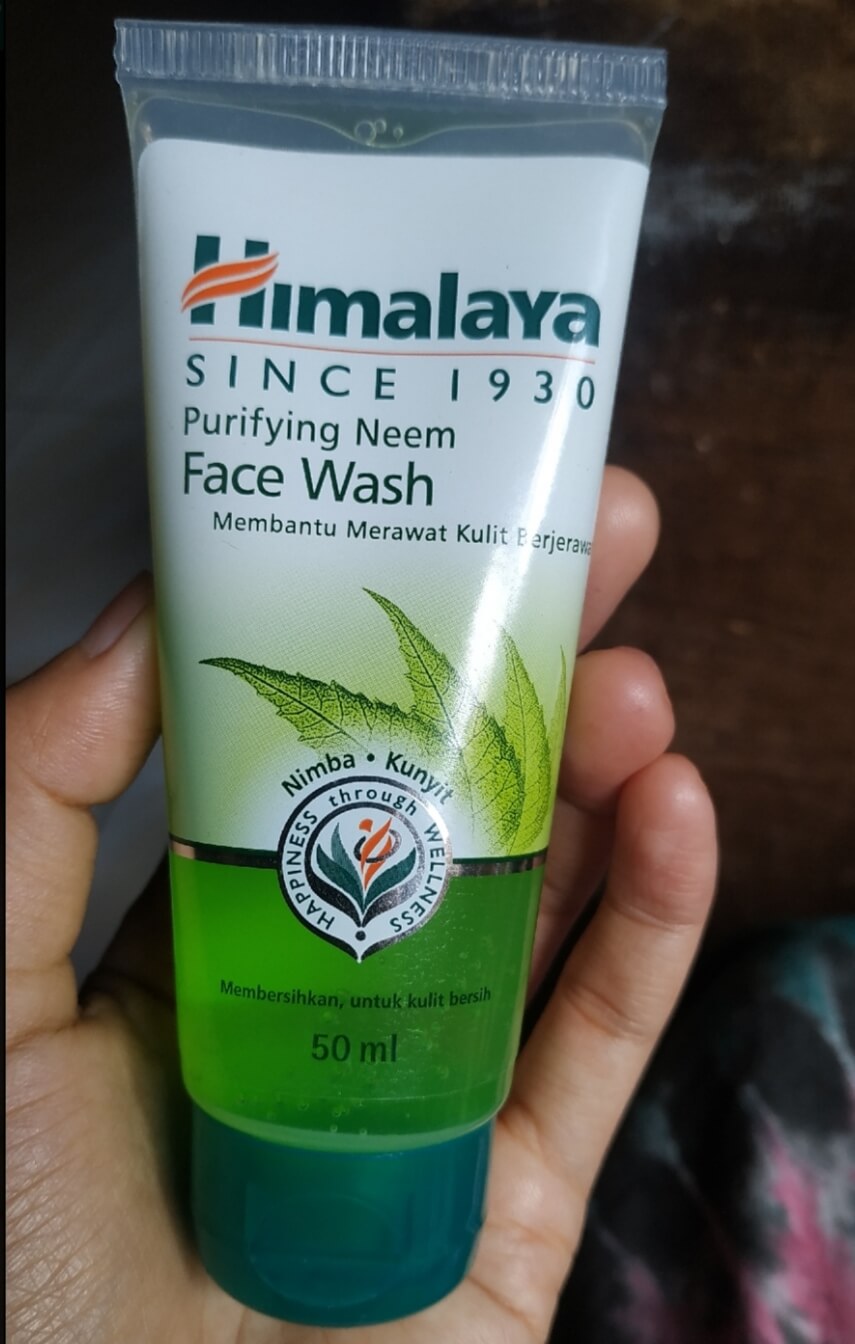 Himalaya
SINCE 1930
Purifying Neem
Face Wash
Membantu Merawat Kulit
Nimba • Kunyit
HAPPINESS through WELLNESS
Membersihkan, untuk kulit bersih
50 ml